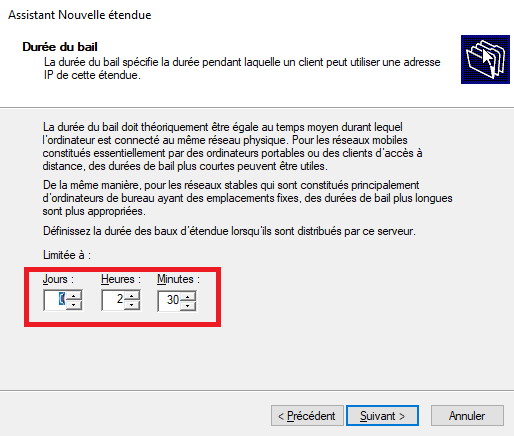 Assistant Nouvelle étendue
Durée du bail
La durée du bail spécifie la durée pendant laquelle un client peut utiliser une adresse
IP de cette étendue.
La durée du bail doit théoriquement être égale au temps moyen durant lequel
l'ordinateur est connecté au même réseau physique. Pour les réseaux mobiles
constitués essentiellement par des ordinateurs portables ou des clients d'accès à
distance, des durées de bail plus courtes peuvent être utiles.
De la même manière, pour les réseaux stables qui sont constitués principalement
d'ordinateurs de bureau ayant des emplacements fixes, des durées de bail plus longues
sont plus appropriées.
Définissez la durée des baux d'étendue lorsqu'ils sont distribués par ce serveur.
Limitée à :
Jours : Heures : Minutes :
0 2 30
< Précédent Suivant > Annuler